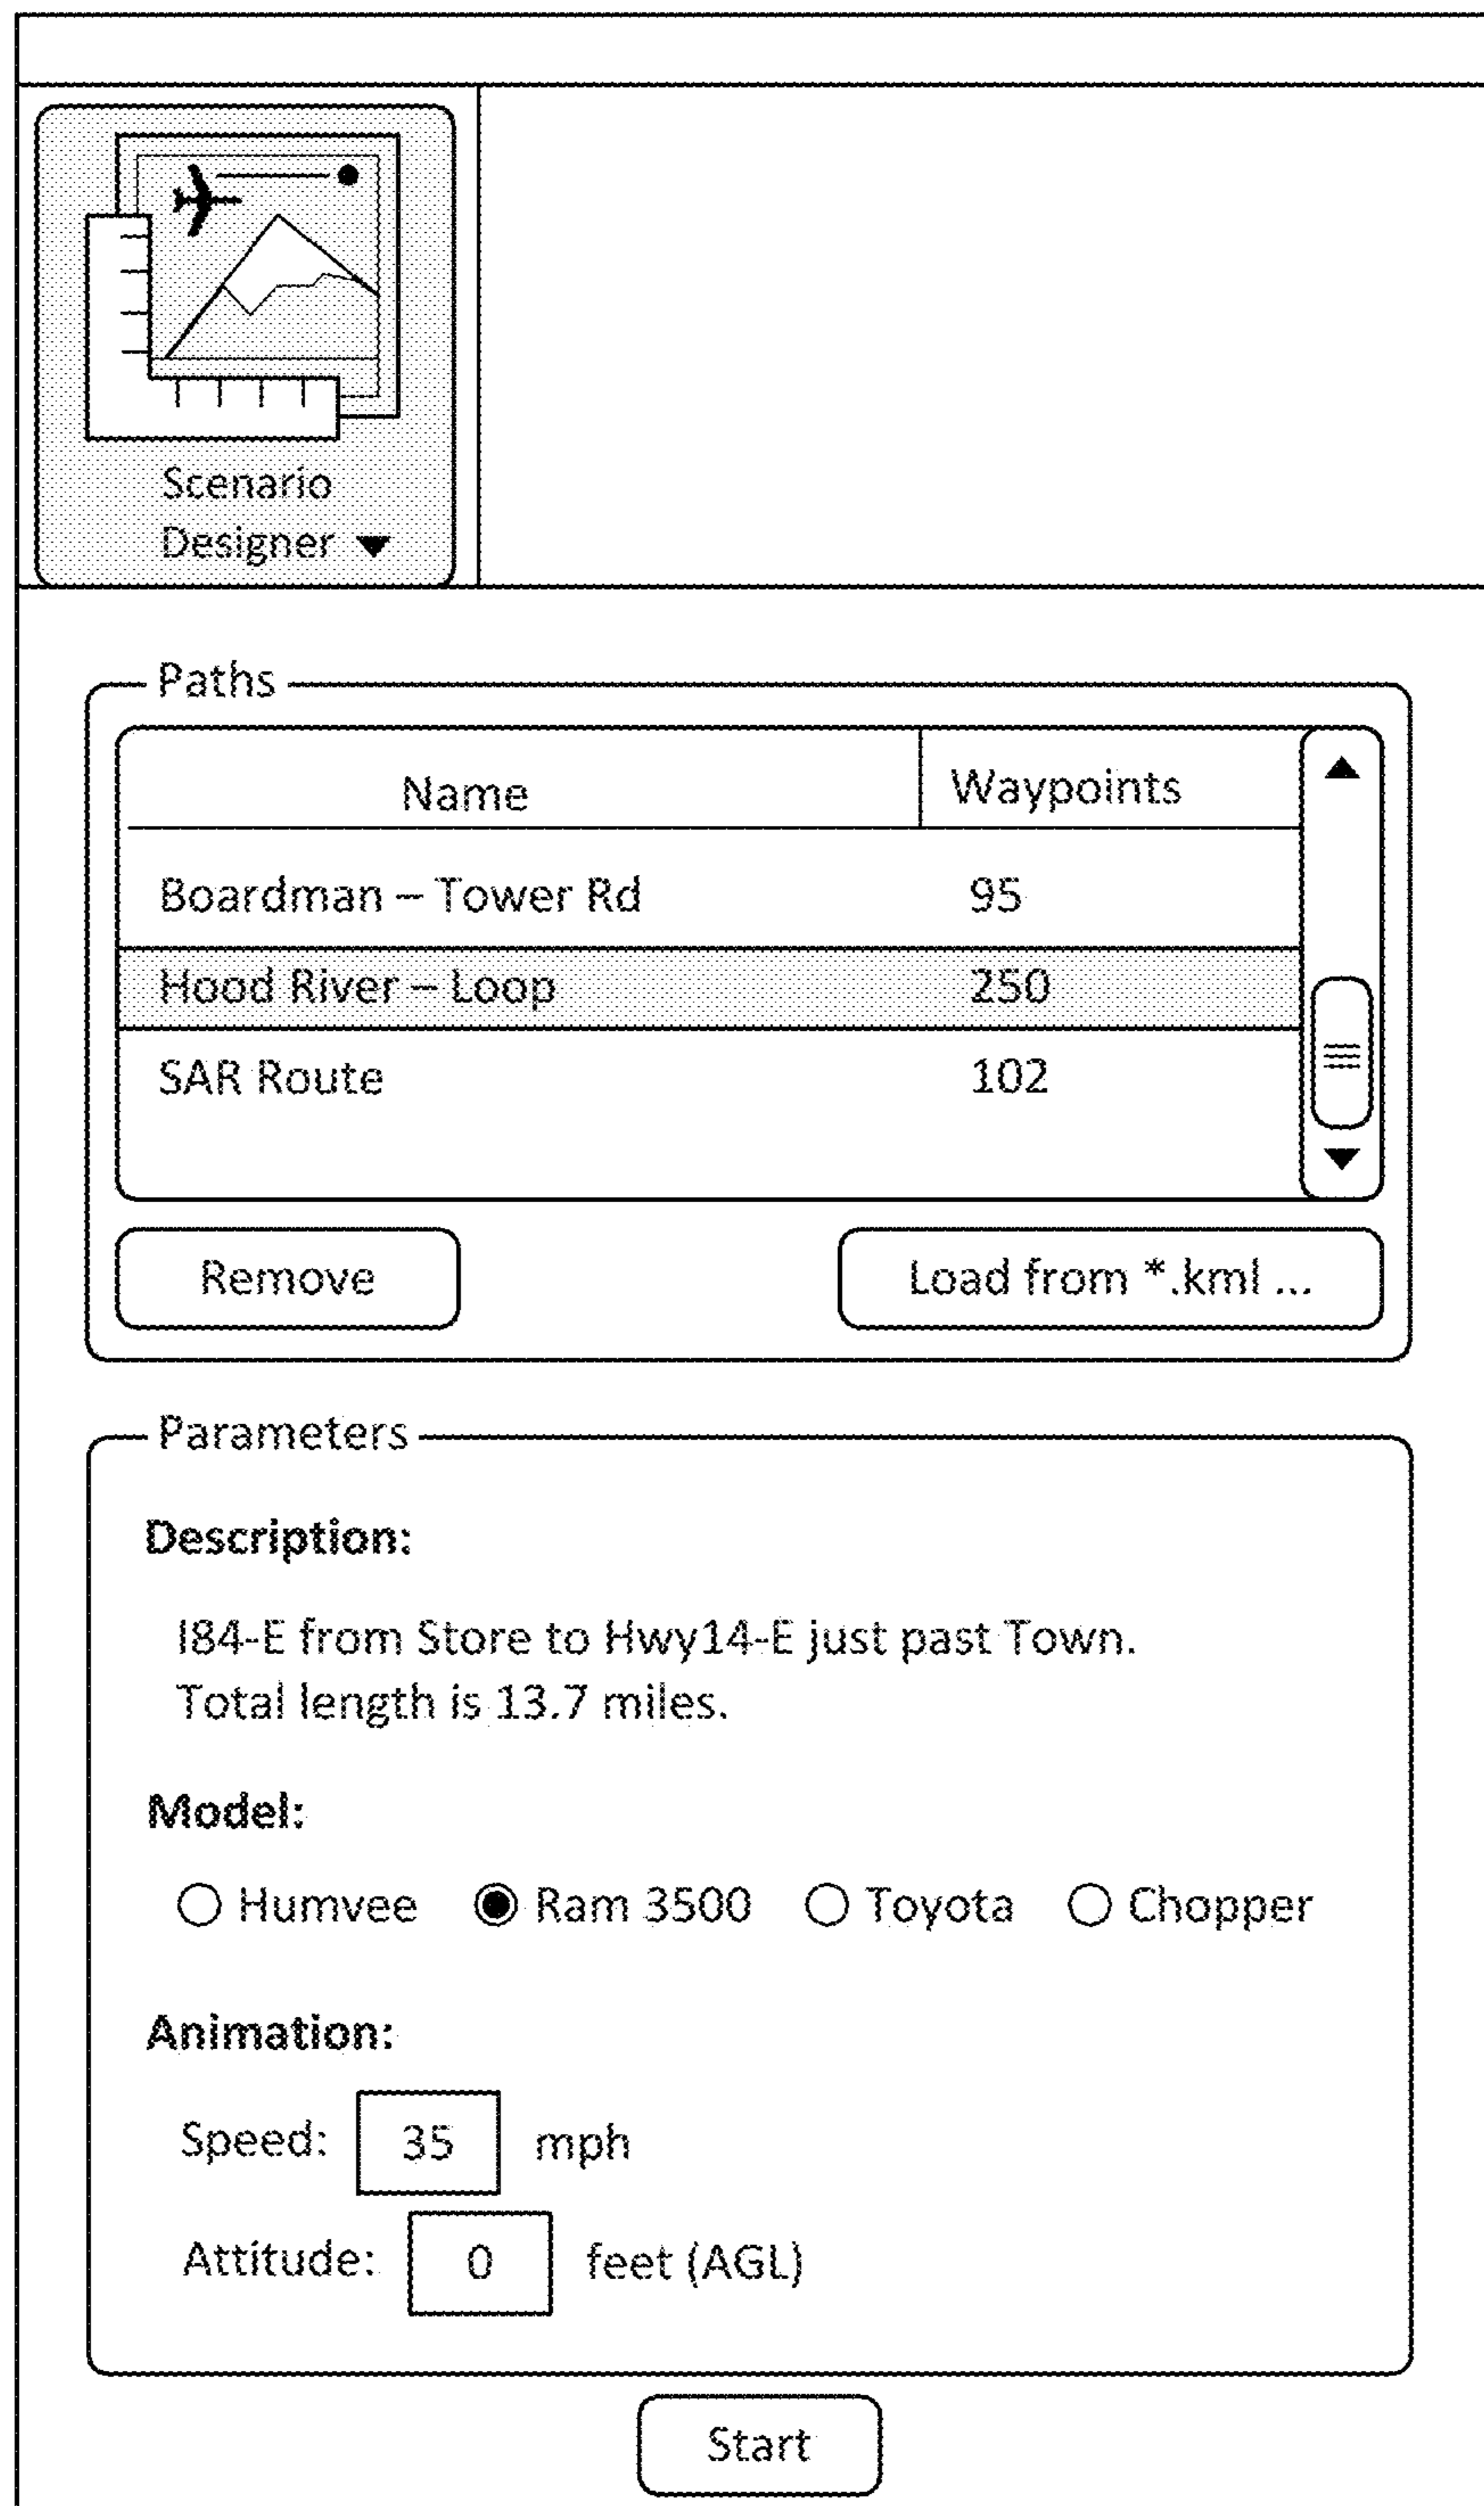 Scenario
Designer
Paths
Name Waypoints
Boardman – Tower Rd 95
Hood River – Loop 250
SAR Route 102
Remove Load from *.kml ...
Parameters
Description:
I84-E from Store to Hwy14-E just past Town.
Total length is 13.7 miles.
Model:
Humvee Ram 3500 Toyota Chopper
Animation:
Speed: 35 mph
Attitude: 0 feet (AGL)
Start